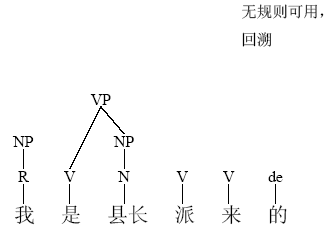 无规则可用，
回溯
VP
NP NP
R V N V V de
我 是 县长 派 来 的